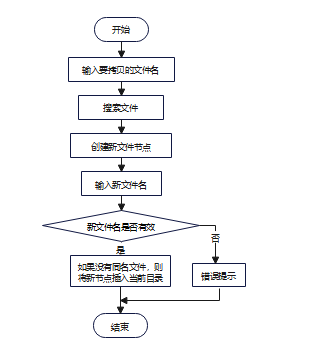 开始
输入要拷贝的文件名
搜索文件
创建新文件节点
输入新文件名
新文件名是否有效
否
是
如果没有同名文件，则
将新节点插入当前目录
错误提示
结束